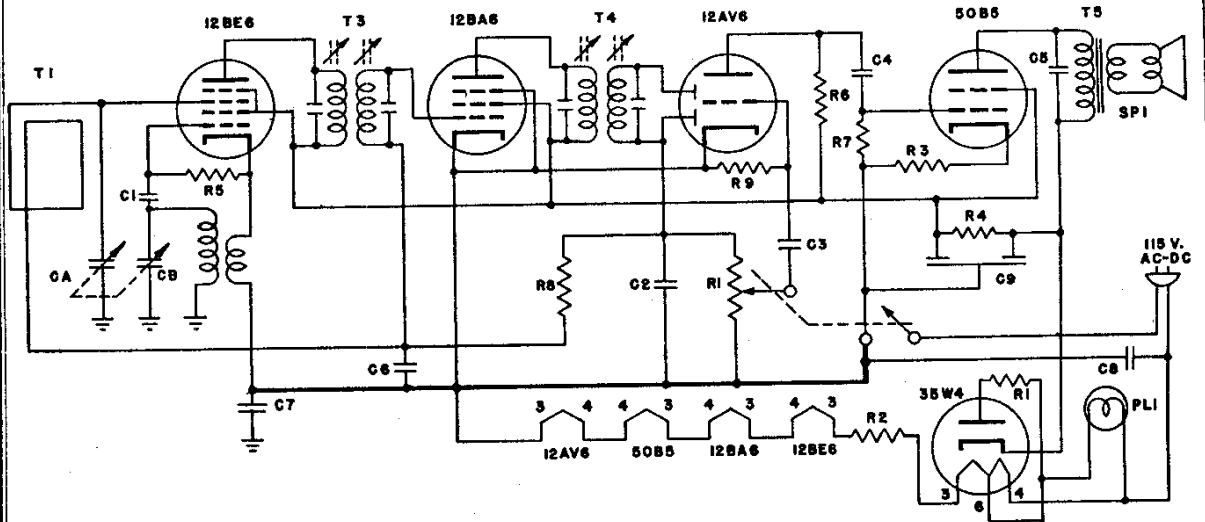 12BE6 T3 12BA6 T4 12AV6 50B5 T5
T1
C4 C5
R6
SP1
R7 R3
R5 R9
C1
R4
CA CB
C3
115 V.
AC-DC
R8 C2 R1 C9
C6
C8
C7
35W4 R1
PL1
3 4 4 3 4 3 4 3
R2
12AV6 50B5 12BA6 12BE6
3 6 4